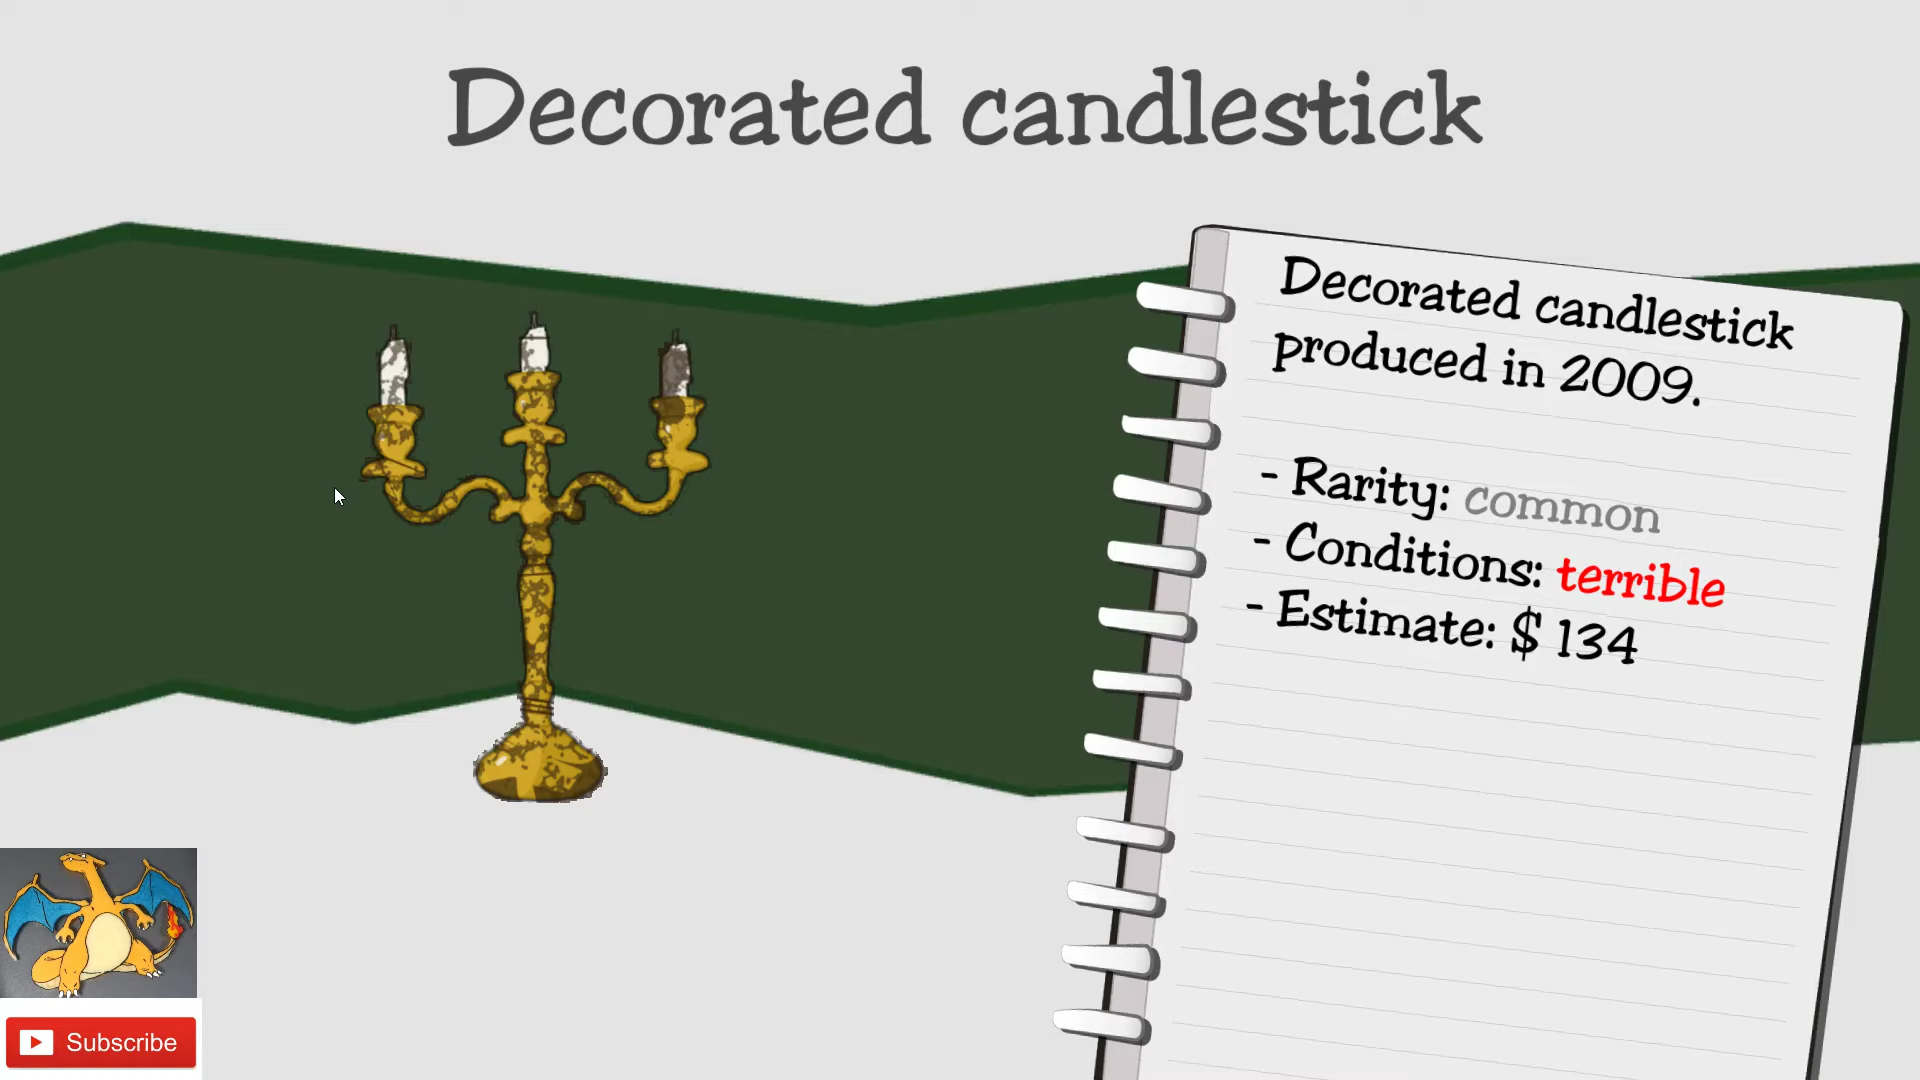 Decorated candlestick
Decorated candlestick
produced in 2009.
- Rarity: common
- Conditions: terrible
- Estimate: $ 134
Subscribe